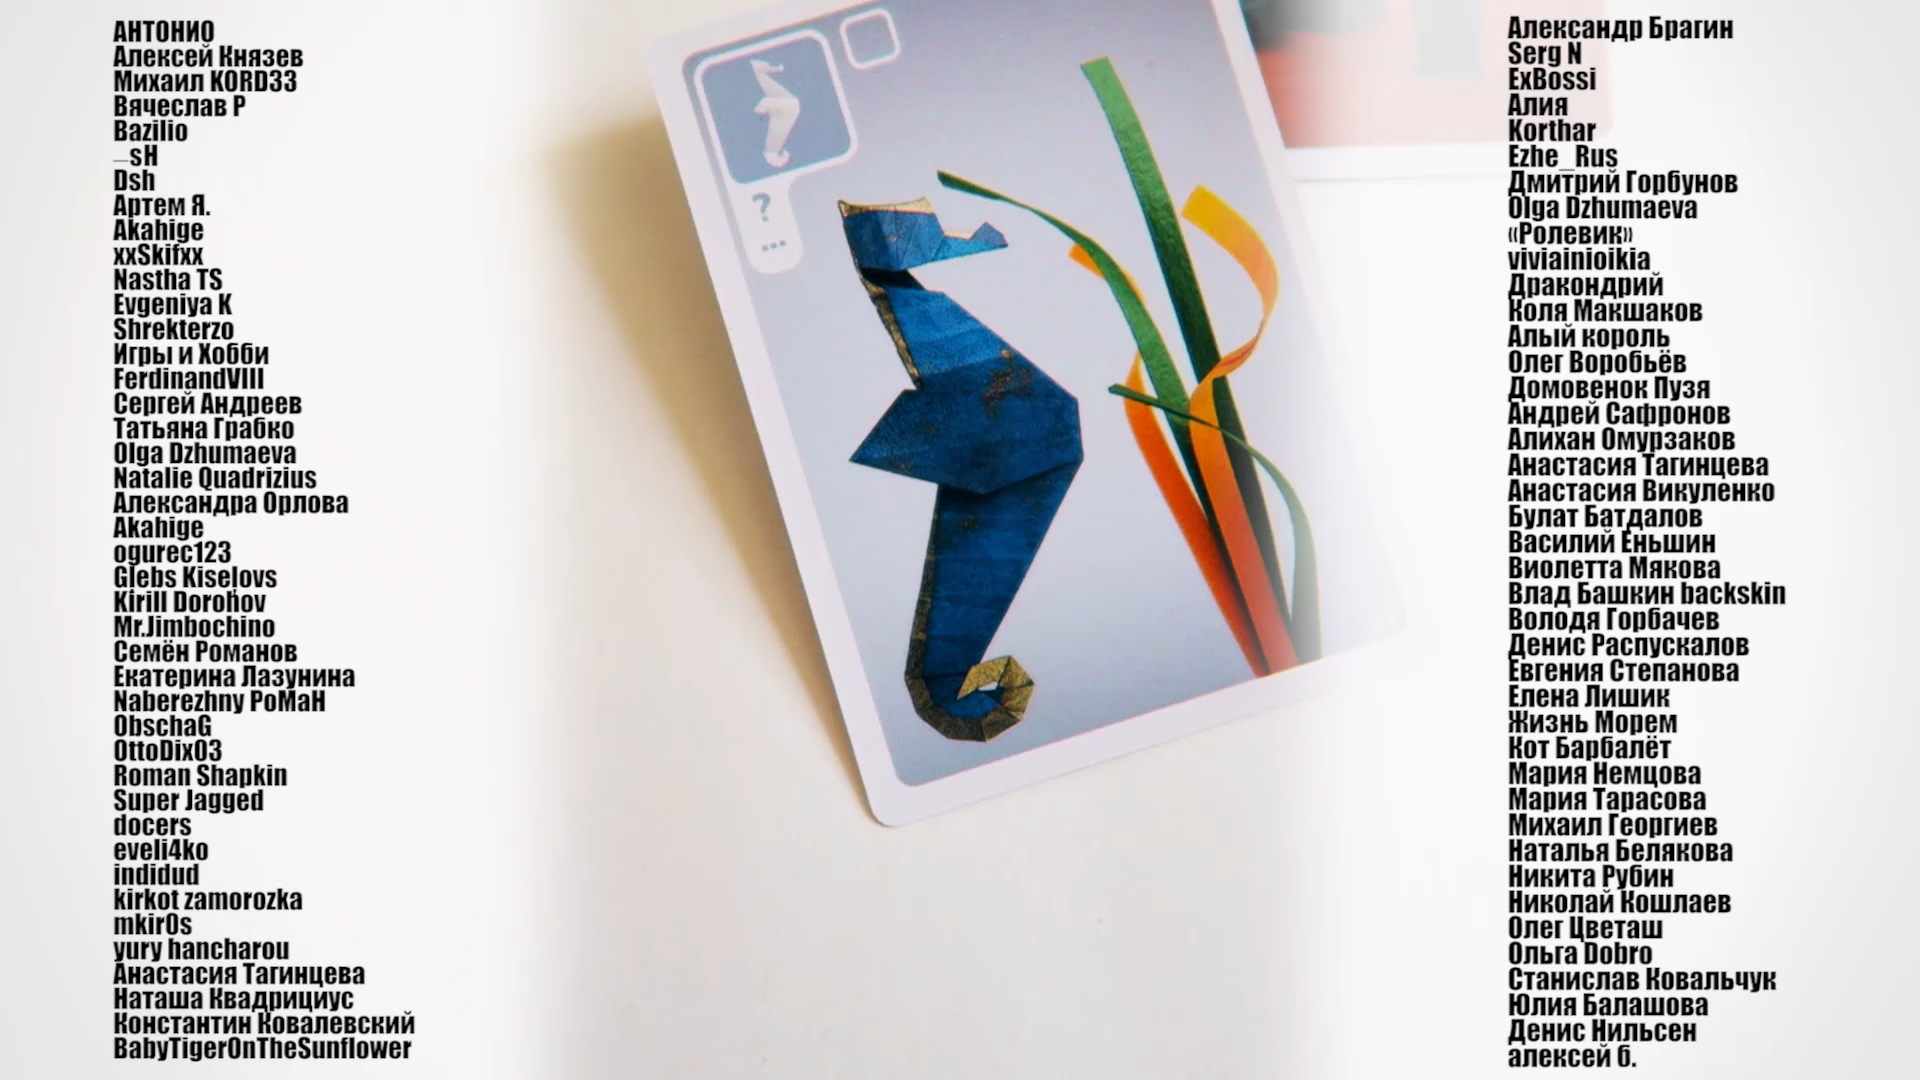 АНТОНИО
Алексей Князев
Михаил KORD33
Вячеслав Р
Bazilio
_sH
Dsh
Артем Я.
Akahige
xxSkifxx
Nastha TS
Evgeniya K
Shrekterzo
Игры и Хобби
FerdinandVIII
Сергей Андреев
Татьяна Грабко
Olga Dzhumaeva
Natalie Quadrizius
Александра Орлова
Akahige
ogurec123
Gļebs Kiseļovs
Kirill Dorohov
Mr.Jimbochino
Семён Романов
Екатерина Лазунина
Naberezhny PoMaH
ObschaG
OttoDix03
Roman Shapkin
Super Jagged
docers
eveli4ko
indidud
kirkot zamorozka
mkir0s
yury hancharou
Анастасия Тагинцева
Наташа Квадрициус
Константин Ковалевский
BabyTigerOnTheSunflower
?
...
Александр Брагин
Serg N
ExBossi
Алия
Korthar
Ezhe_Rus
Дмитрий Горбунов
Olga Dzhumaeva
«Ролевик»
viviainioikia
Дракондрий
Коля Макшаков
Алый король
Олег Воробьёв
Домовенок Пузя
Андрей Сафронов
Алихан Омурзаков
Анастасия Тагинцева
Анастасия Викуленко
Булат Батдалов
Василий Еньшин
Виолетта Мякова
Влад Башкин backskin
Володя Горбачев
Денис Распускалов
Евгения Степанова
Елена Лишик
Жизнь Морем
Кот Барбалёт
Мария Немцова
Мария Тарасова
Михаил Георгиев
Наталья Белякова
Никита Рубин
Николай Кошлаев
Олег Цветаш
Ольга Dobro
Станислав Ковальчук
Юлия Балашова
Денис Нильсен
алексей б.